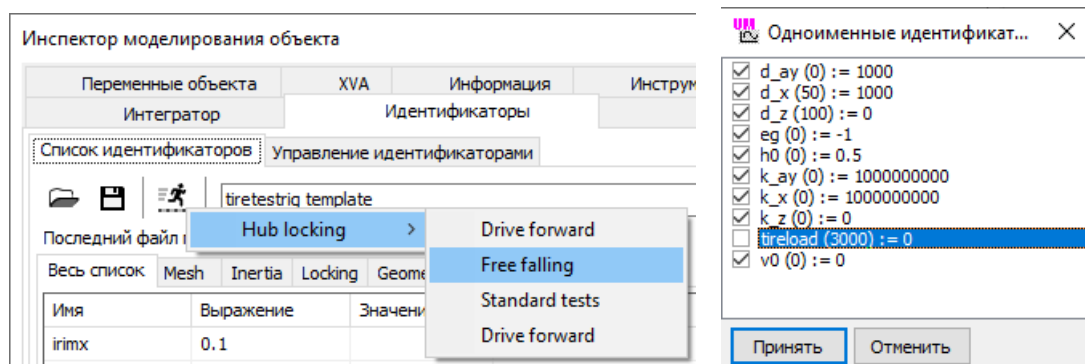 Инспектор моделирования объекта
Переменные объекта XVA Информация Инструм
Интегратор Идентификаторы
Список идентификаторов Управление идентификаторами
tiretestrig template
Последний файл
Hub locking > Drive forward
Free falling
Standard tests
Drive forward
Весь список Mesh Inertia Locking Geome
Имя Выражение Значени
irimx 0.1
UM Одноименные идентификат...
d_ay (0) := 1000
d_x (50) := 1000
d_z (100) := 0
eg (0) := -1
h0 (0) := 0.5
k_ay (0) := 1000000000
k_x (0) := 1000000000
k_z (0) := 0
tireload (3000) := 0
v0 (0) := 0
Принять Отменить